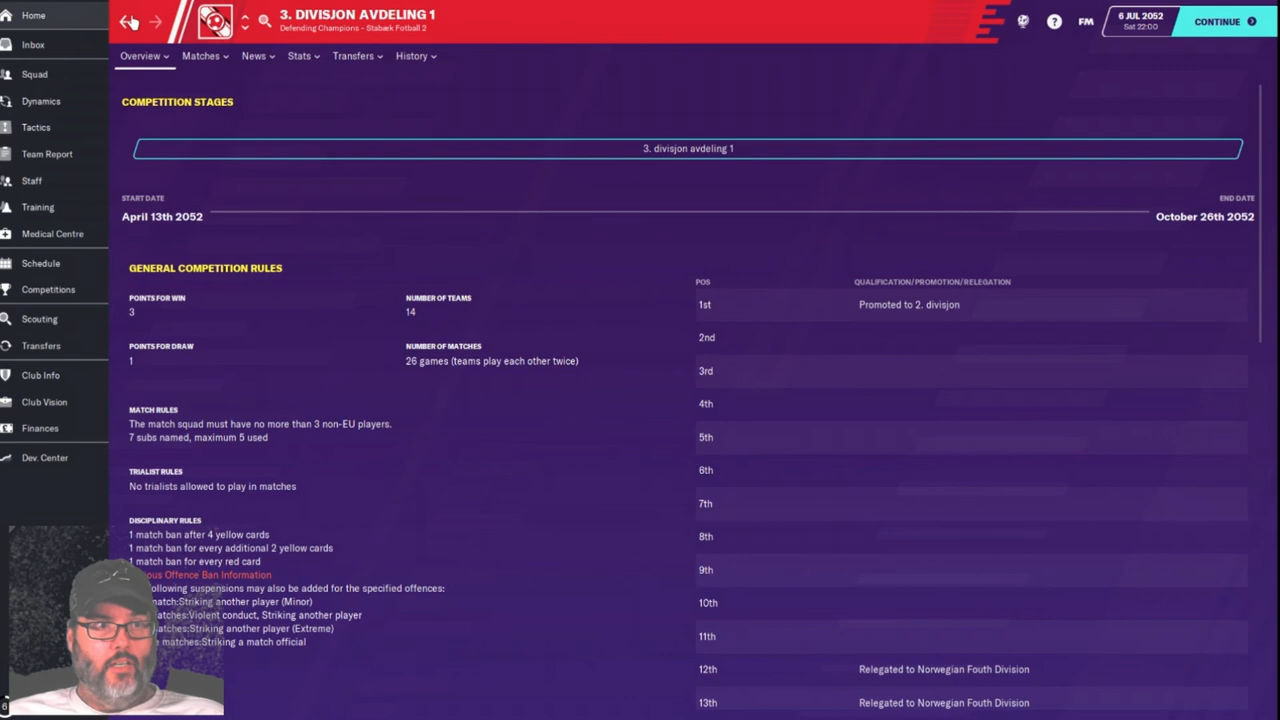 Home
Inbox
Squad
Dynamics
Tactics
Team Report
Staff
Training
Medical Centre
Schedule
Competitions
Scouting
Transfers
Club Info
Club Vision
Finances
Dev. Center
6
3. DIVISJON AVDELING 1
Defending Champions - Stabæk Fotball 2
?
FM
6 JUL 2052
Sat 22:00
CONTINUE
Overview Matches News Stats Transfers History
COMPETITION STAGES
3. divisjon avdeling 1
START DATE
April 13th 2052
END DATE
October 26th 2052
GENERAL COMPETITION RULES
POINTS FOR WIN
3
NUMBER OF TEAMS
14
POINTS FOR DRAW
1
NUMBER OF MATCHES
26 games (teams play each other twice)
MATCH RULES
The match squad must have no more than 3 non-EU players.
7 subs named, maximum 5 used
TRIALIST RULES
No trialists allowed to play in matches
DISCIPLINARY RULES
1 match ban after 4 yellow cards
1 match ban for every additional 2 yellow cards
1 match ban for every red card
ous Offence Ban Information
ollowing suspensions may also be added for the specified offences:
match:Striking another player (Minor)
atches:Violent conduct, Striking another player
atches:Striking another player (Extreme)
e matches:Striking a match official
POS QUALIFICATION/PROMOTION/RELEGATION
1st Promoted to 2. divisjon
2nd
3rd
4th
5th
6th
7th
8th
9th
10th
11th
12th Relegated to Norwegian Fouth Division
13th Relegated to Norwegian Fouth Division